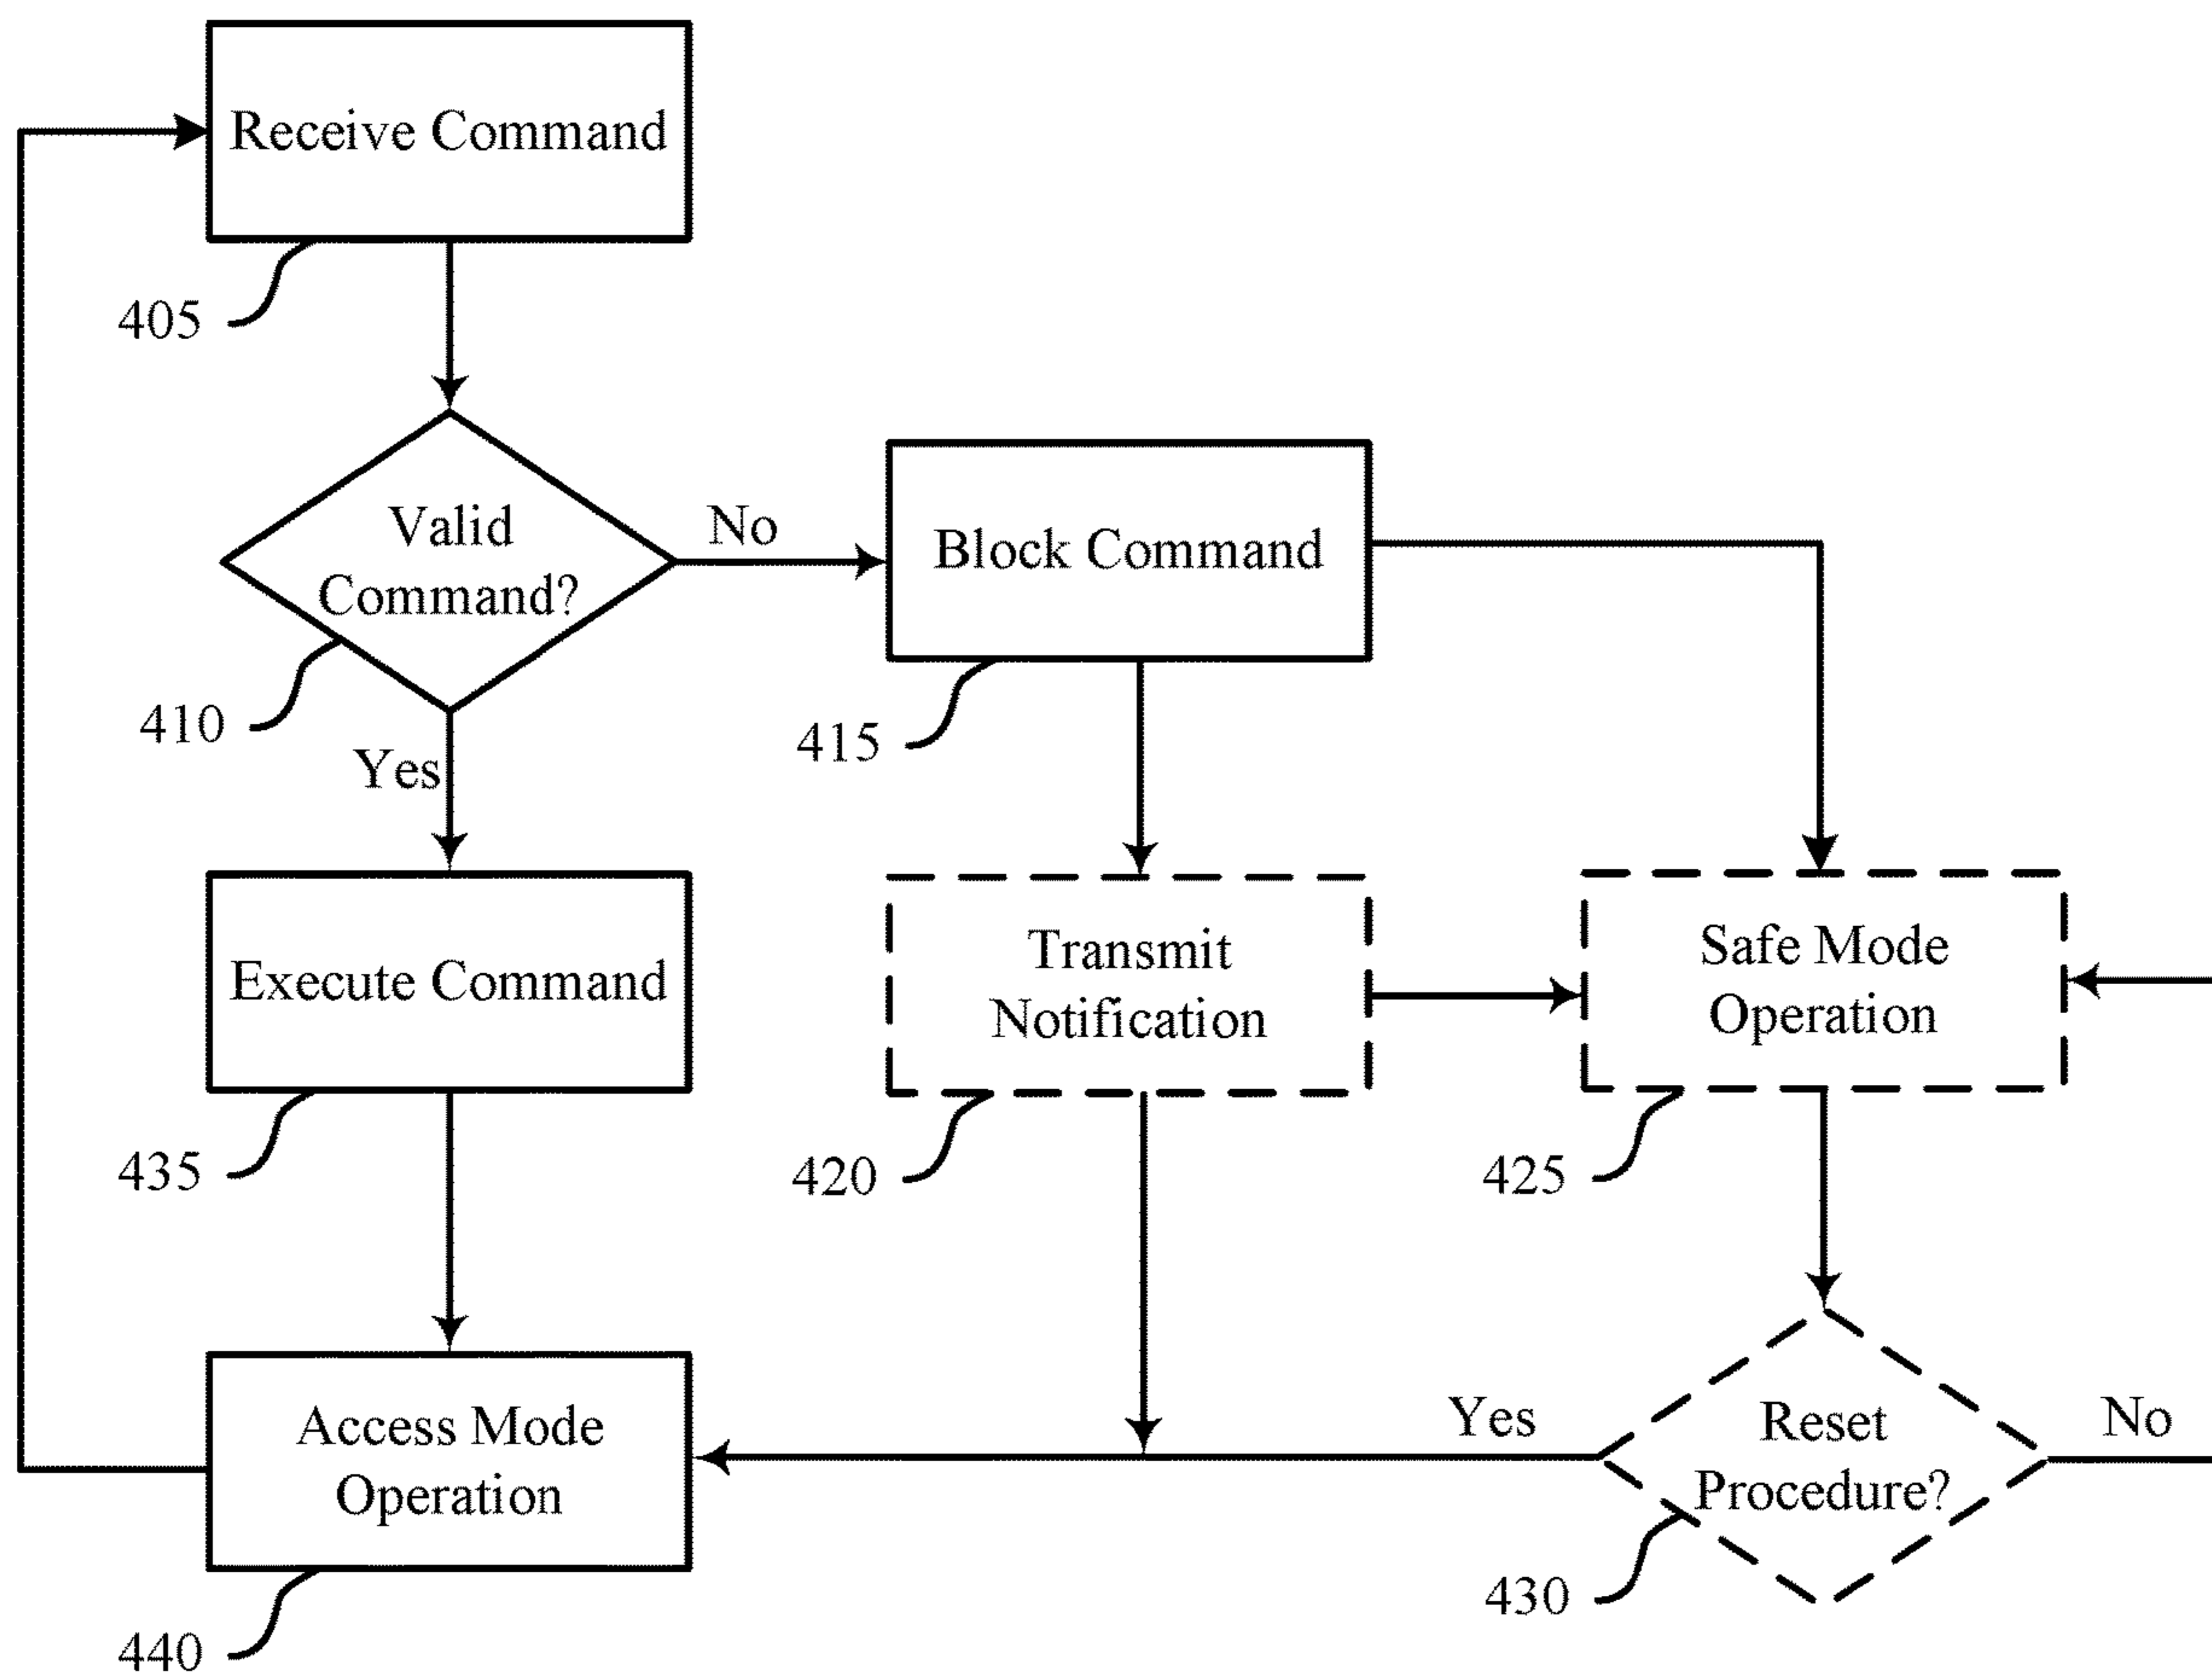 Receive Command
405
Valid
Command?
No
Block Command
410
415
Yes
Execute Command
Transmit
Notification
Safe Mode
Operation
435
420
425
Access Mode
Operation
Yes
Reset
Procedure?
No
430
440